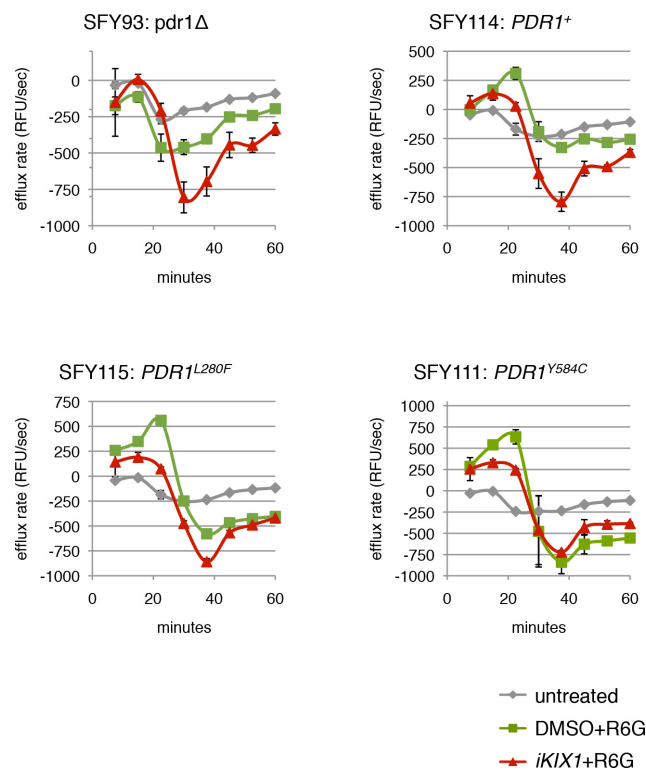 SFY93: pdr1Δ
efflux rate (RFU/sec)
0
-250
-500
-750
-1000
0 20 40 60
minutes
SFY114: PDR1+
efflux rate (RFU/sec)
500
250
0
-250
-500
-750
-1000
0 20 40 60
minutes
SFY115: PDR1L280F
efflux rate (RFU/sec)
750
500
250
0
-250
-500
-750
-1000
0 20 40 60
minutes
SFY111: PDR1Y584C
efflux rate (RFU/sec)
1000
750
500
250
0
-250
-500
-750
-1000
0 20 40 60
minutes
untreated
DMSO+R6G
iKIX1+R6G